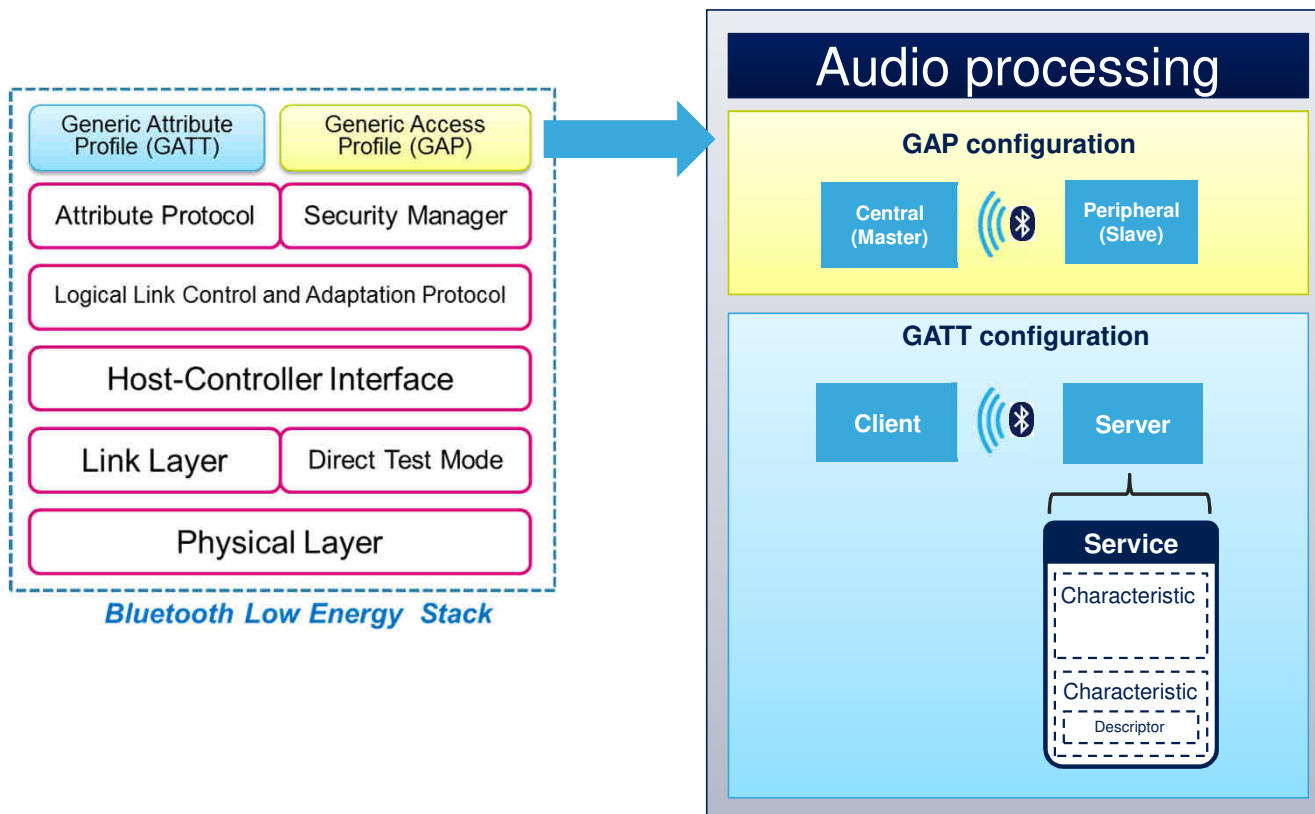 Generic Attribute
Profile (GATT)
Generic Access
Profile (GAP)
Attribute Protocol
Security Manager
Logical Link Control and Adaptation Protocol
Host-Controller Interface
Link Layer
Direct Test Mode
Physical Layer
Bluetooth Low Energy Stack
Audio processing
GAP configuration
Central
(Master)
Peripheral
(Slave)
GATT configuration
Client
Server
Service
Characteristic
Characteristic
Descriptor